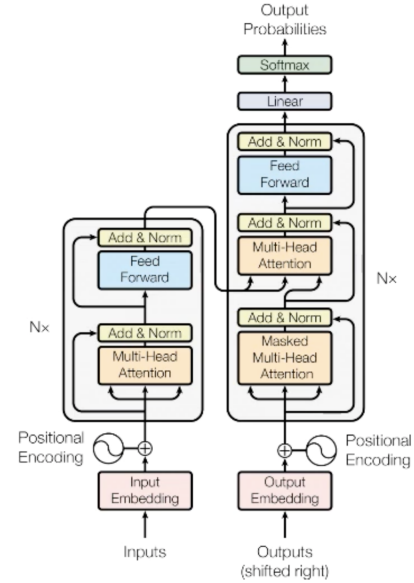 Output
Probabilities
Softmax
Linear
Add & Norm
Feed
Forward
Add & Norm
Multi-Head
Attention
Add & Norm
Masked
Multi-Head
Attention
Nx
Add & Norm
Feed
Forward
Add & Norm
Multi-Head
Attention
Nx
Positional
Encoding
Positional
Encoding
Input
Embedding
Output
Embedding
Inputs
Outputs
(shifted right)